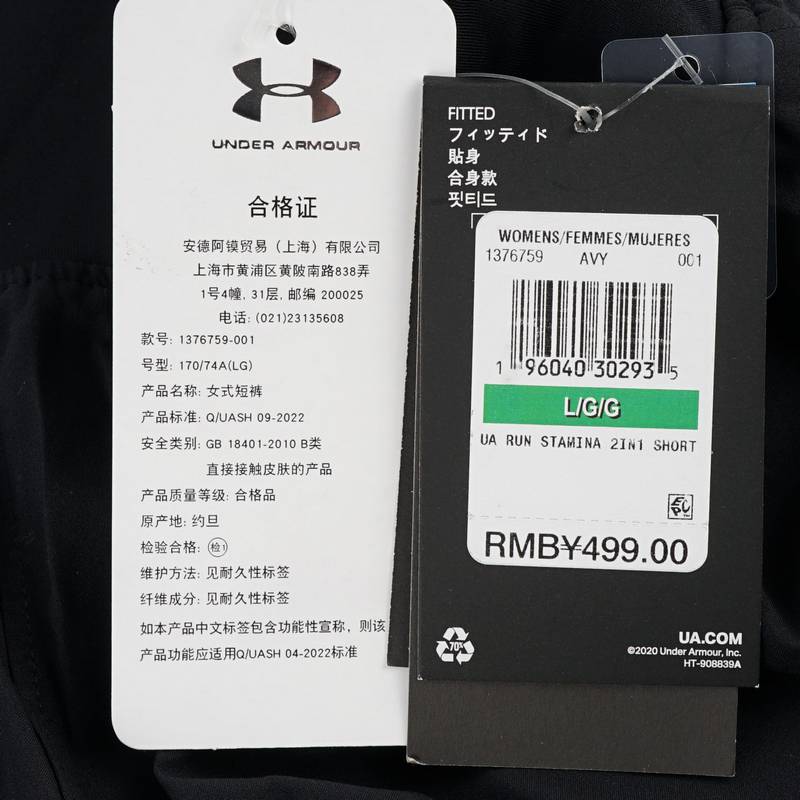 UNDER ARMOUR
合格证
安德阿镆贸易（上海）有限公司
上海市黄浦区黄陂南路838弄
1号4幢, 31层, 邮编 200025
电话: (021)23135608
款号: 1376759-001
号型: 170/74A(LG)
产品名称: 女式短裤
产品标准: Q/UASH 09-2022
安全类别: GB 18401-2010 B类
直接接触皮肤的产品
产品质量等级: 合格品
原产地: 约旦
检验合格: 检1
维护方法: 见耐久性标签
纤维成分: 见耐久性标签
如本产品中文标签包含功能性宣称，则该
产品功能应适用Q/UASH 04-2022标准
FITTED
フィッティド
貼身
合身款
핏티드
WOMENS/FEMMES/MUJERES
1376759 AVY 001
1 96040 30293 5
L/G/G
UA RUN STAMINA 2IN1 SHORT
RMB¥499.00
70%
UA.COM
©2020 Under Armour, Inc.
HT-908839A